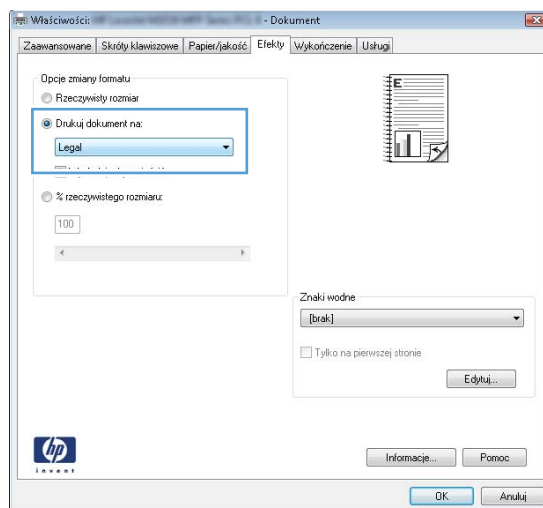 Właściwości: - Dokument
Zaawansowane Skróty klawiszowe Papier/jakość Efekty Wykończenie Usługi
Opcje zmiany formatu
Rzeczywisty rozmiar
Drukuj dokument na:
Legal
% rzeczywistego rozmiaru:
100
E
Znaki wodne
[brak]
Tylko na pierwszej stronie
Edytuj...
hp
invent
Informacje... Pomoc
OK Anuluj